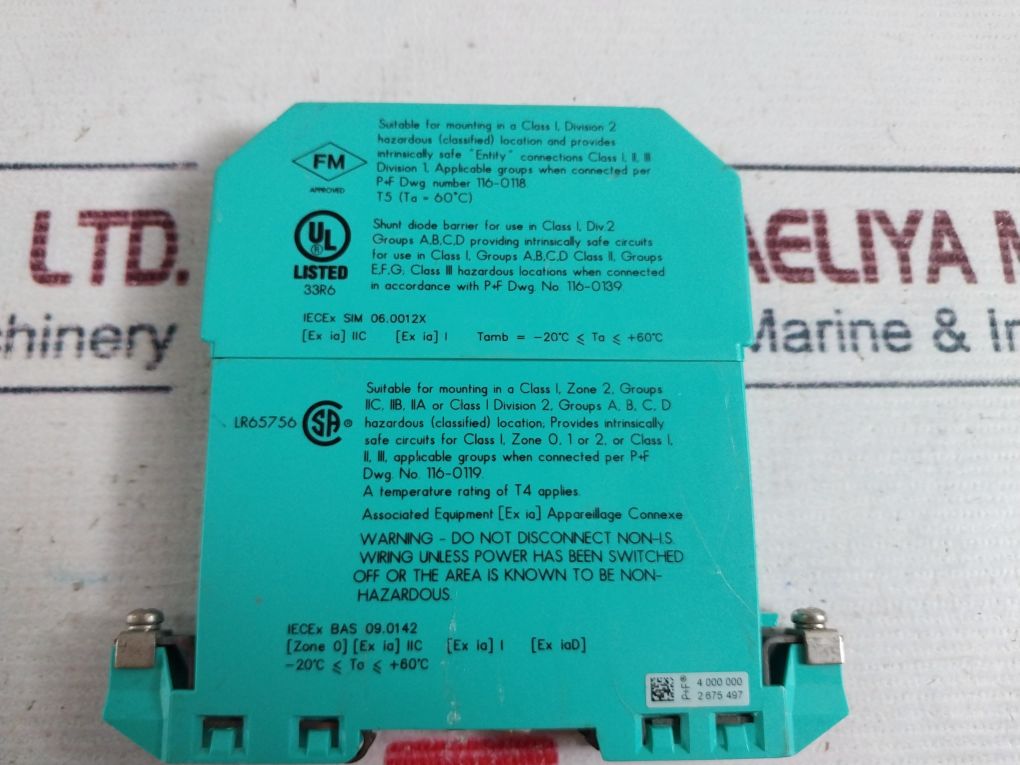 Suitable for mounting in a Class I, Division 2
hazardous (classified) location and provides
intrinsically safe "Entity" connections Class I, II, III
Division 1, Applicable groups when connected per
P+F Dwg. number 116-0118.
T5 (Ta = 60°C)
FM
APPROVED
Shunt diode barrier for use in Class I, Div.2
Groups A,B,C,D providing intrinsically safe circuits
for use in Class I, Groups A,B,C,D Class II, Groups
E,F,G, Class III hazardous locations when connected
in accordance with P+F Dwg. No. 116-0139.
UL ®
LISTED
33R6
IECEx SIM 06.0012X
[Ex ia] IIC [Ex ia] I Tamb = -20°C ≤ Ta ≤ +60°C
LTD.
AELIYA M
chinery
Marine & In
Suitable for mounting in a Class I, Zone 2, Groups
IIC, IIB, IIA or Class I Division 2, Groups A, B, C, D
hazardous (classified) location; Provides intrinsically
safe circuits for Class I, Zone 0, 1 or 2, or Class I,
II, III, applicable groups when connected per P+F
Dwg. No. 116-0119.
A temperature rating of T4 applies.
LR65756 SA ®
Associated Equipment [Ex ia] Appareillage Connexe
WARNING - DO NOT DISCONNECT NON-I.S.
WIRING UNLESS POWER HAS BEEN SWITCHED
OFF OR THE AREA IS KNOWN TO BE NON-
HAZARDOUS.
IECEx BAS 09.0142
[Zone 0] [Ex ia] IIC [Ex ia] I [Ex iaD]
-20°C ≤ Ta ≤ +60°C
P+F® 4 000 000
2 675 497